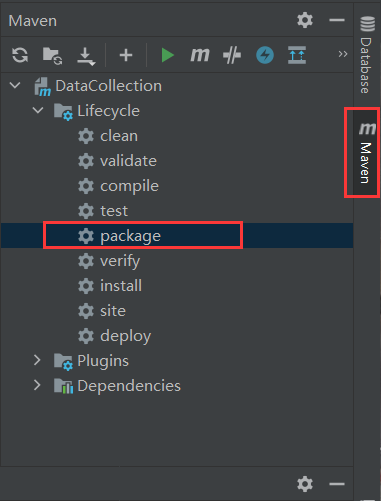 Maven
DataCollection
Lifecycle
clean
validate
compile
test
package
verify
install
site
deploy
Plugins
Dependencies
Database
Maven